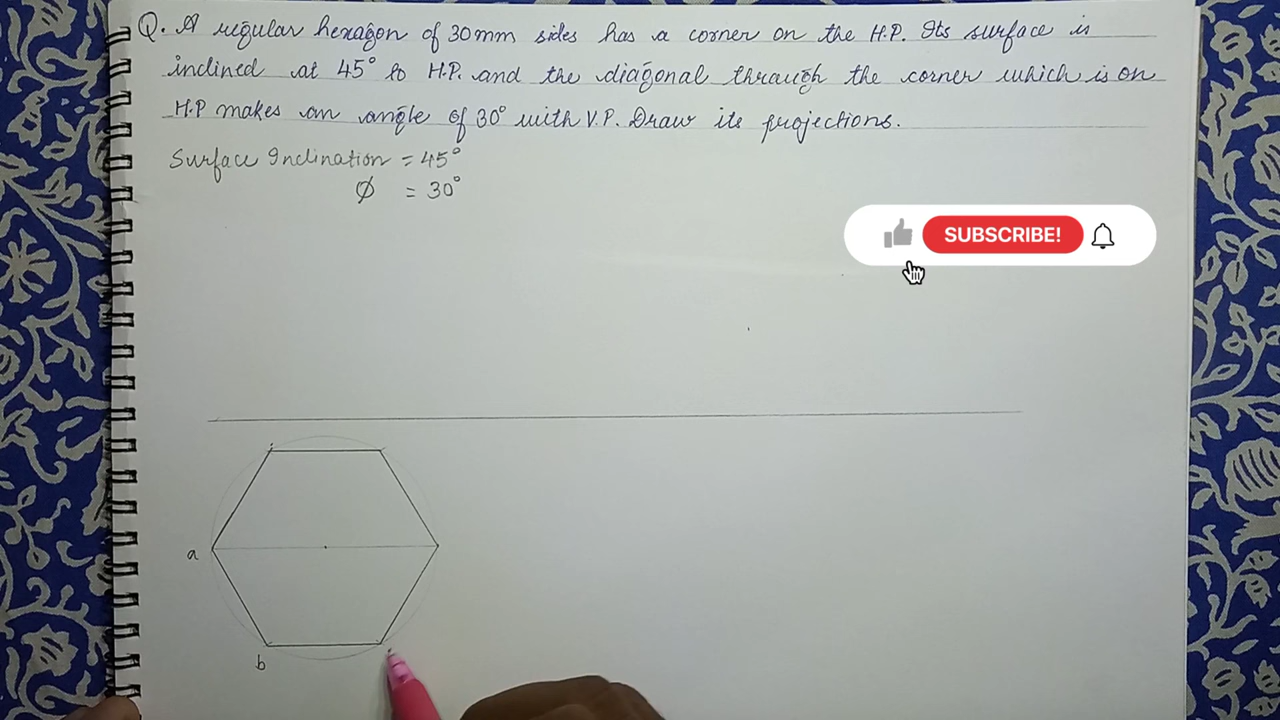 Q. A regular hexagon of 30mm sides has a corner on the H.P. Its surface is
inclined at 45° to H.P. and the diagonal through the corner which is on
H.P makes an angle of 30° with V.P. Draw its projections.
Surface Inclination = 45°
Ø = 30°
SUBSCRIBE!
a
b